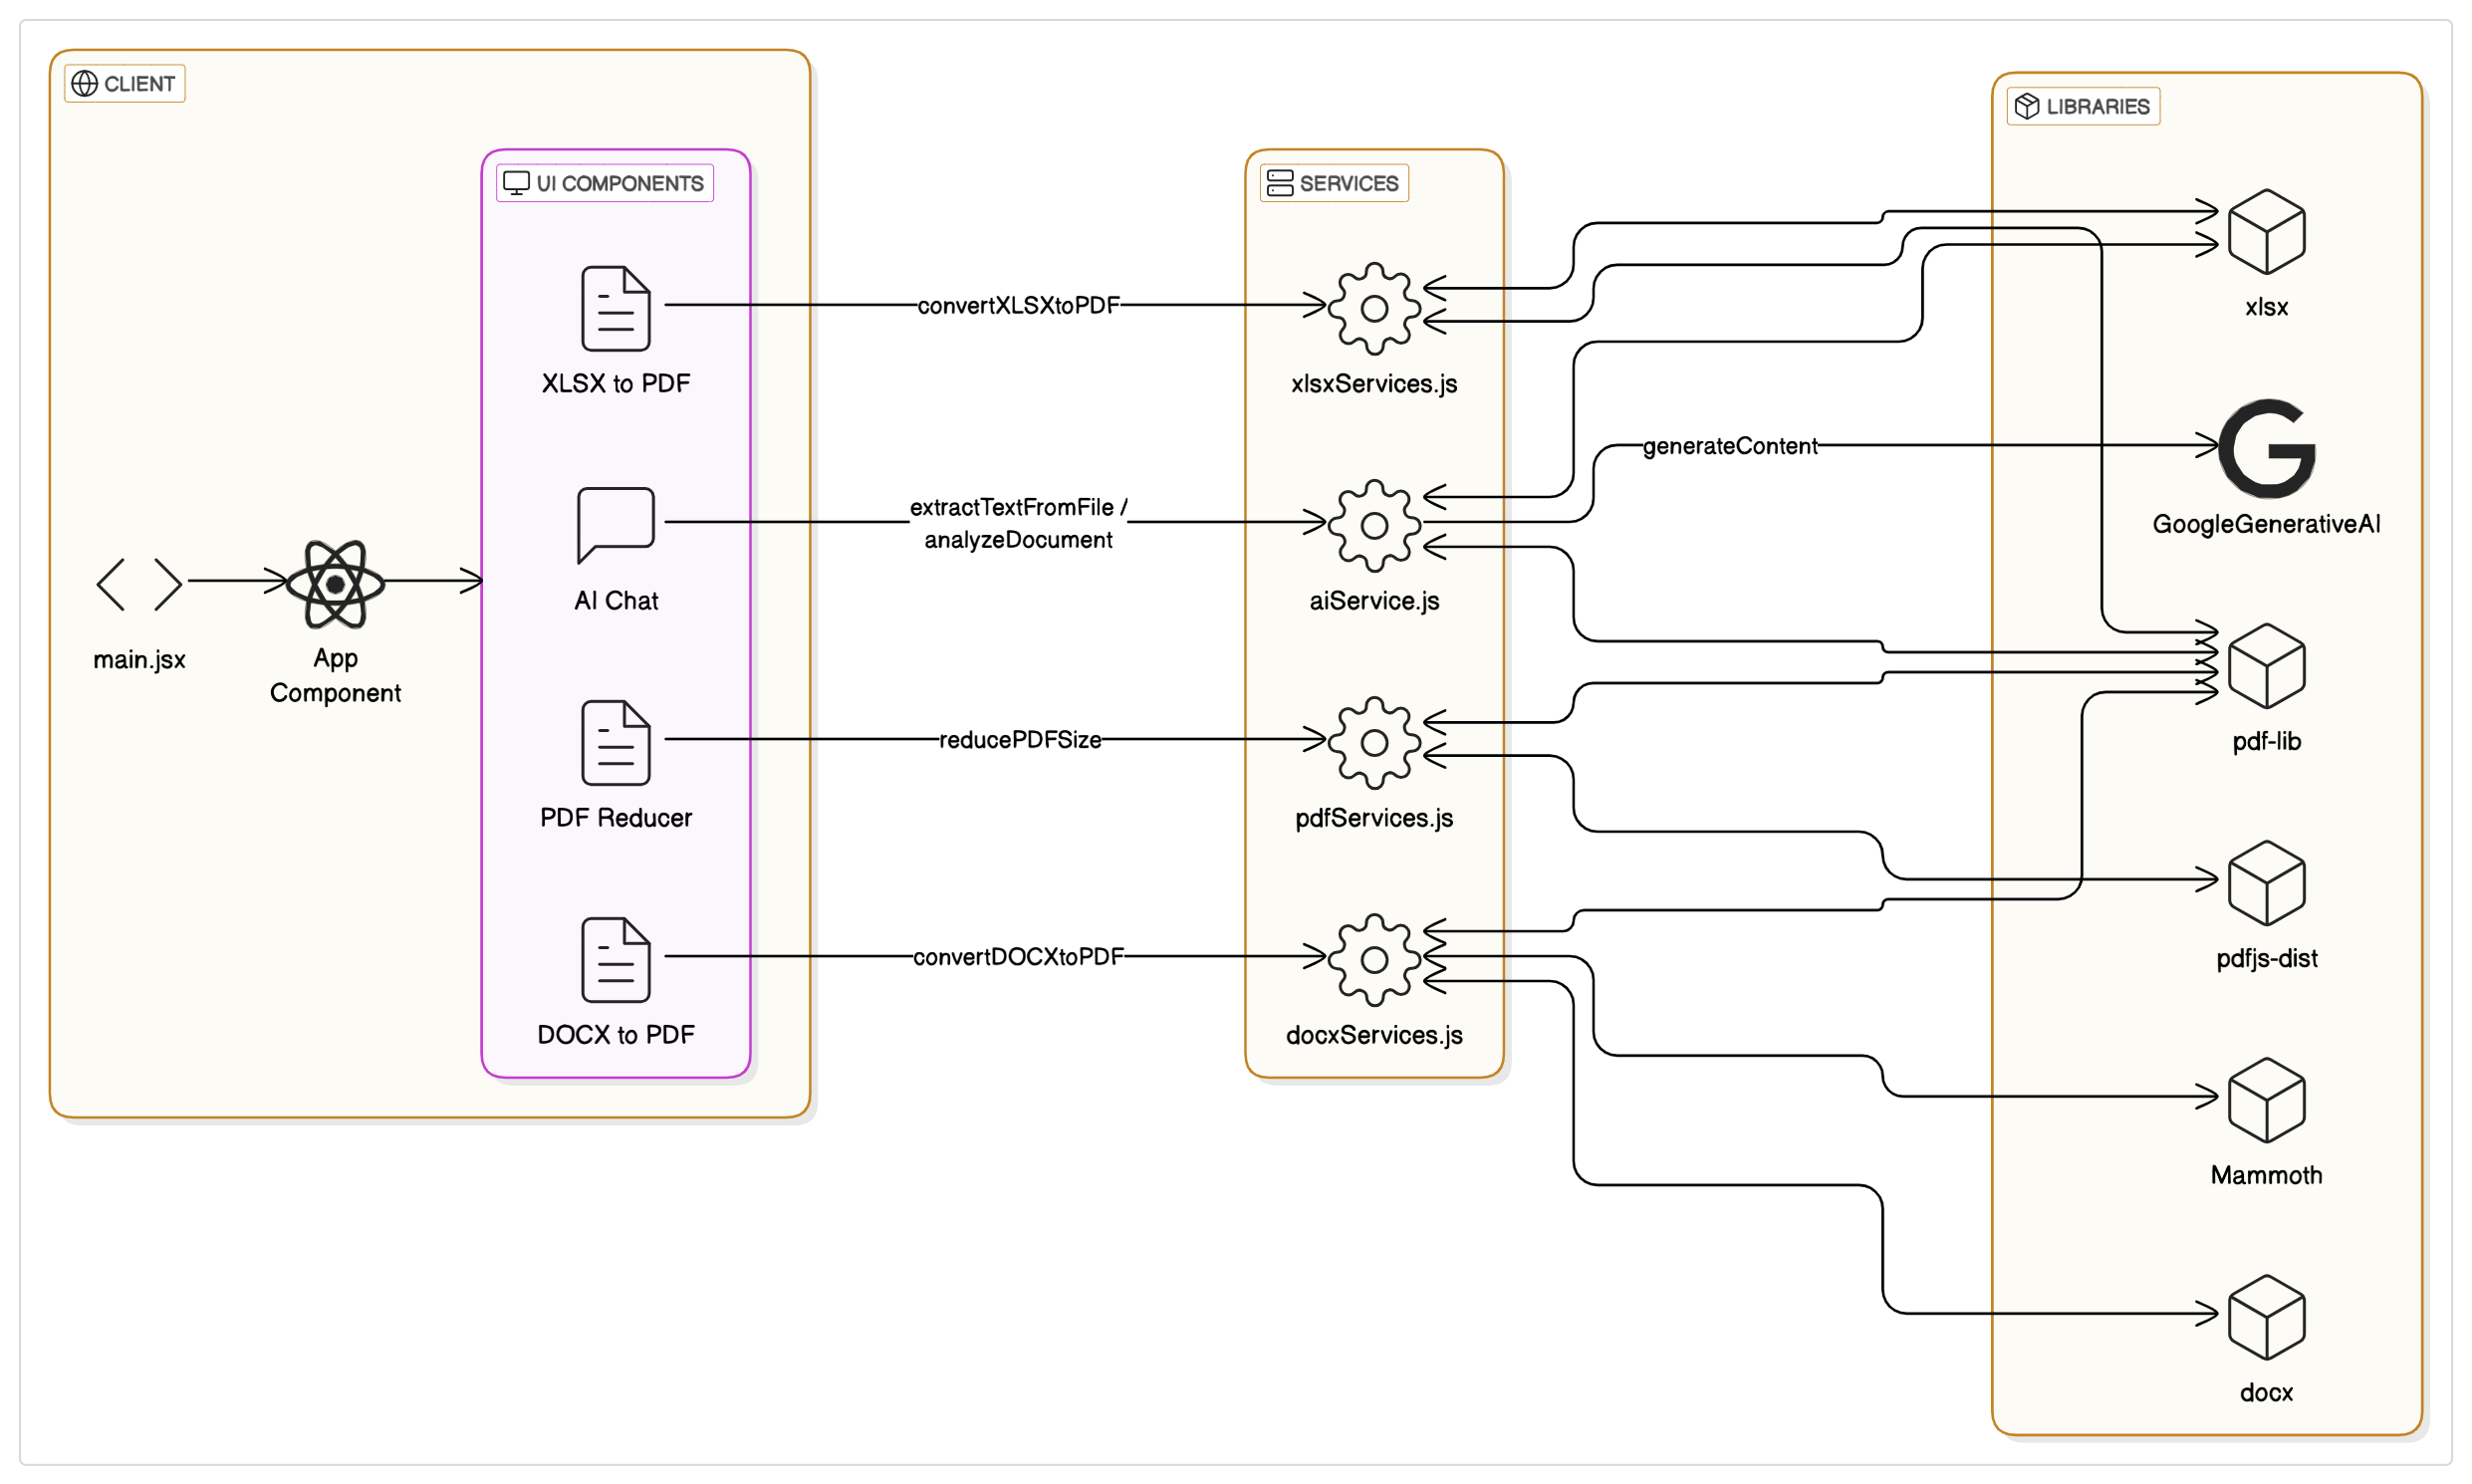 CLIENT
UI COMPONENTS
XLSX to PDF
AI Chat
PDF Reducer
DOCX to PDF
main.jsx
App
Component
convertXLSXtoPDF
extractTextFromFile /
analyzeDocument
reducePDFSize
convertDOCXtoPDF
SERVICES
xlsxServices.js
aiService.js
pdfServices.js
docxServices.js
generateContent
LIBRARIES
xlsx
GoogleGenerativeAI
pdf-lib
pdfjs-dist
Mammoth
docx